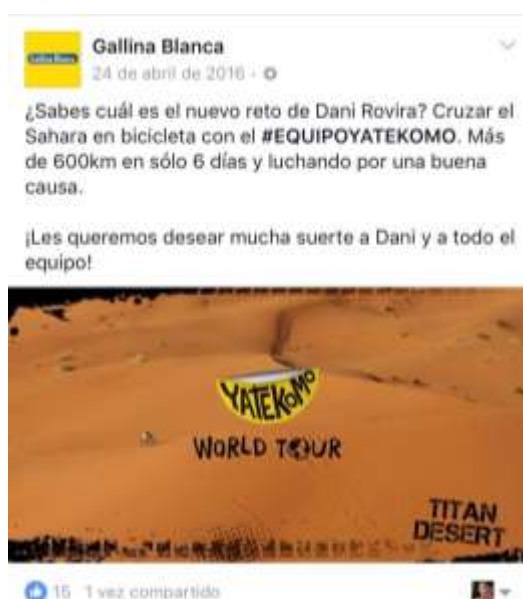 Gallina Blanca
Gallina Blanca
24 de abril de 2016
¿Sabes cuál es el nuevo reto de Dani Rovira? Cruzar el
Sahara en bicicleta con el #EQUIPOYATEKOMO. Más
de 600km en sólo 6 días y luchando por una buena
causa.
¡Les queremos desear mucha suerte a Dani y a todo el
equipo!
YATEKOMO
WORLD TOUR
TITAN
DESERT
15 1 vez compartido